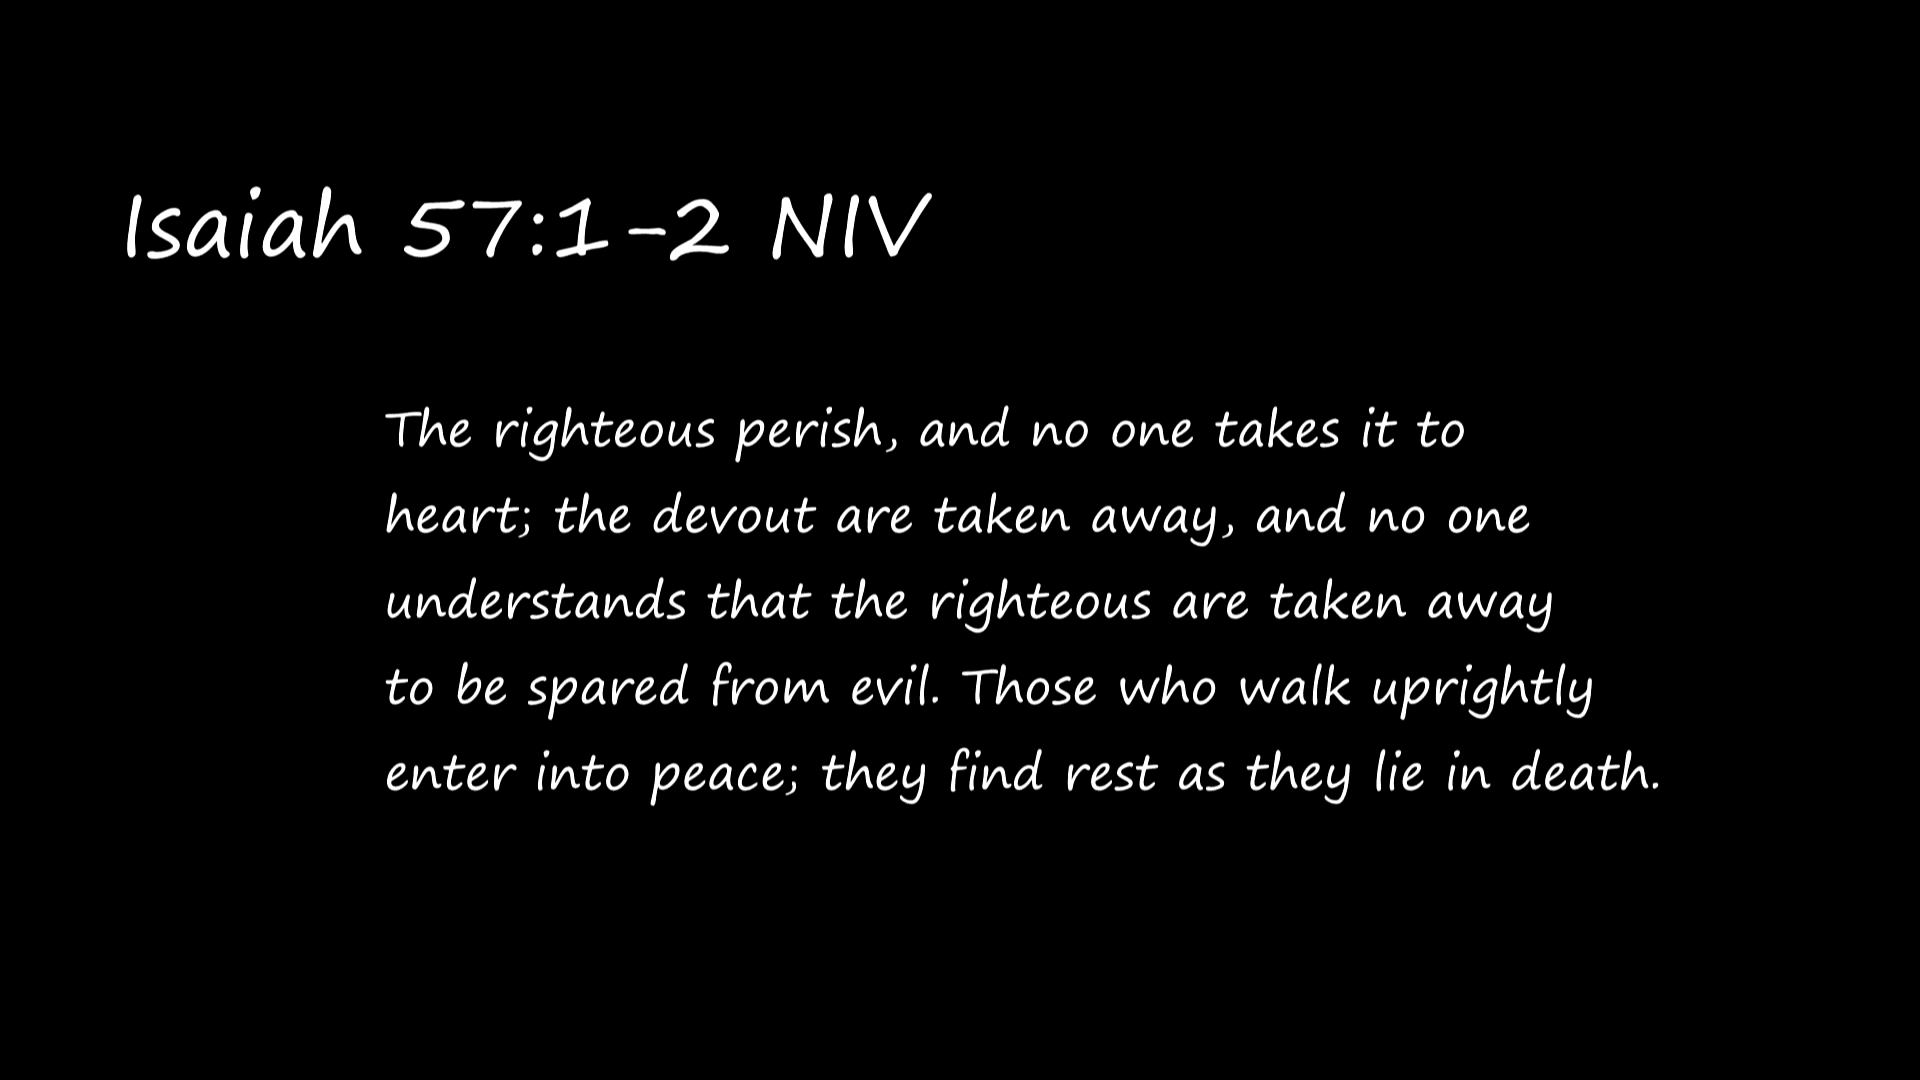 Isaiah 57:1-2 NIV
The righteous perish, and no one takes it to
heart; the devout are taken away, and no one
understands that the righteous are taken away
to be spared from evil. Those who walk uprightly
enter into peace; they find rest as they lie in death.